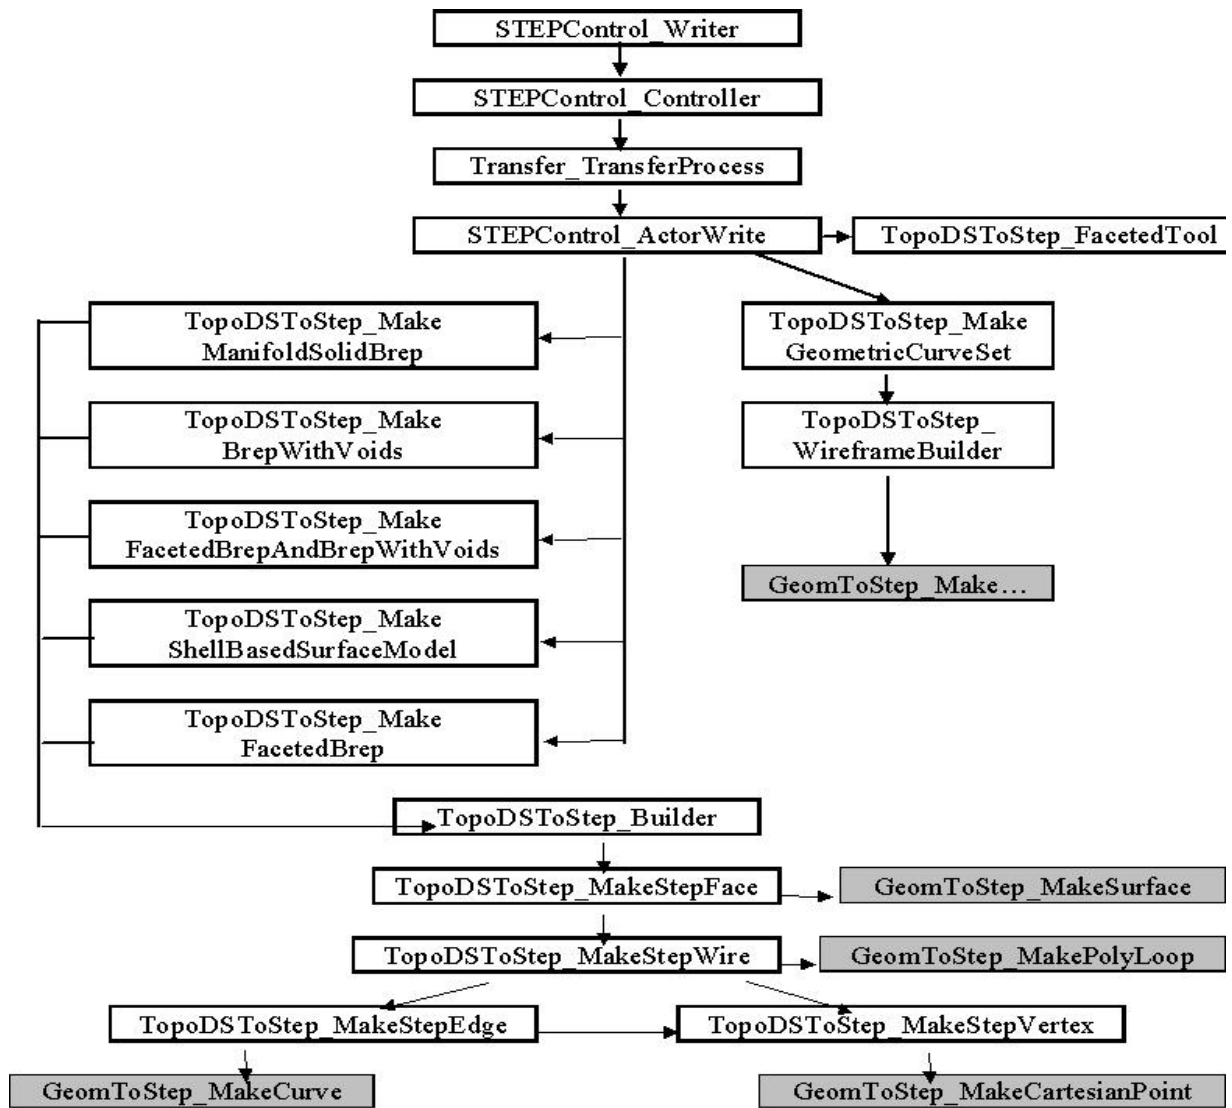 STEPControl_Writer
STEPControl_Controller
Transfer_TransferProcess
STEPControl_ActorWrite
TopoDSToStep_FacetedTool
TopoDSToStep_Make
ManifoldSolidBrep
TopoDSToStep_Make
GeometricCurveSet
TopoDSToStep_Make
BrepWithVoids
TopoDSToStep_
WireframeBuilder
TopoDSToStep_Make
FacetedBrepAndBrepWithVoids
GeomToStep_Make...
TopoDSToStep_Make
ShellBasedSurfaceModel
TopoDSToStep_Make
FacetedBrep
TopoDSToStep_Builder
TopoDSToStep_MakeStepFace
GeomToStep_MakeSurface
TopoDSToStep_MakeStepWire
GeomToStep_MakePolyLoop
TopoDSToStep_MakeStepEdge
TopoDSToStep_MakeStepVertex
GeomToStep_MakeCurve
GeomToStep_MakeCartesianPoint